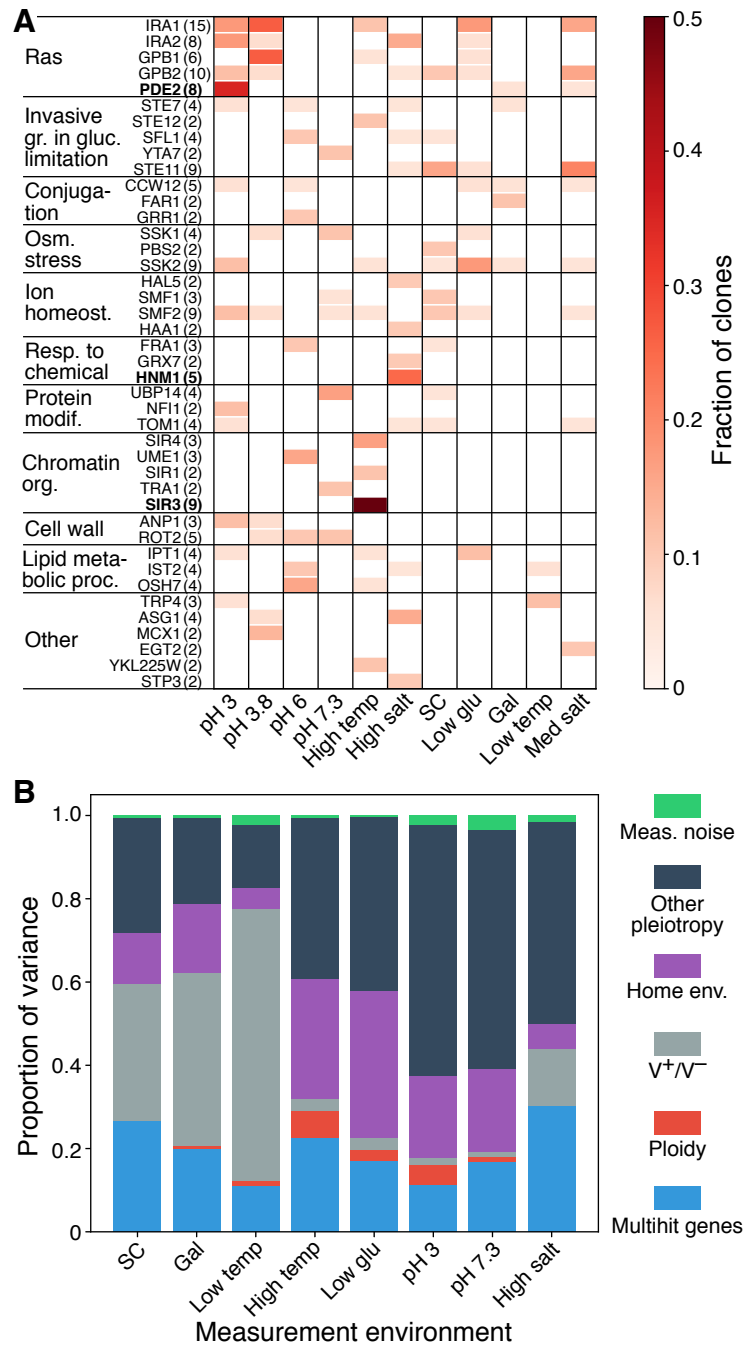 A
Ras
IRA1 (15)
IRA2 (8)
GPB1 (6)
GPB2 (10)
PDE2 (8)
Invasive
gr. in gluc.
limitation
STE7 (4)
STE12 (2)
SFL1 (4)
YTA7 (2)
STE11 (9)
Conjuga-
tion
CCW12 (5)
FAR1 (2)
GRR1 (2)
Osm.
stress
SSK1 (4)
PBS2 (2)
SSK2 (9)
Ion
homeost.
HAL5 (2)
SMF1 (3)
SMF2 (9)
HAA1 (2)
Resp. to
chemical
FRA1 (3)
GRX7 (2)
HNM1 (5)
Protein
modif.
UBP14 (4)
NFI1 (2)
TOM1 (4)
Chromatin
org.
SIR4 (3)
UME1 (3)
SIR1 (2)
TRA1 (2)
SIR3 (9)
Cell wall
ANP1 (3)
ROT2 (5)
Lipid meta-
bolic proc.
IPT1 (4)
IST2 (4)
OSH7 (4)
Other
TRP4 (3)
ASG1 (4)
MCX1 (2)
EGT2 (2)
YKL225W (2)
STP3 (2)
pH 3
pH 3.8
pH 6
pH 7.3
High temp
High salt
SC
Low glu
Gal
Low temp
Med salt
0.5
0.4
0.3
0.2
0.1
0
Fraction of clones
B
Proportion of variance
1.0
0.8
0.6
0.4
0.2
0
SC
Gal
Low temp
High temp
Low glu
pH 3
pH 7.3
High salt
Measurement environment
Meas. noise
Other
pleiotropy
Home env.
V+/V−
Ploidy
Multihit genes